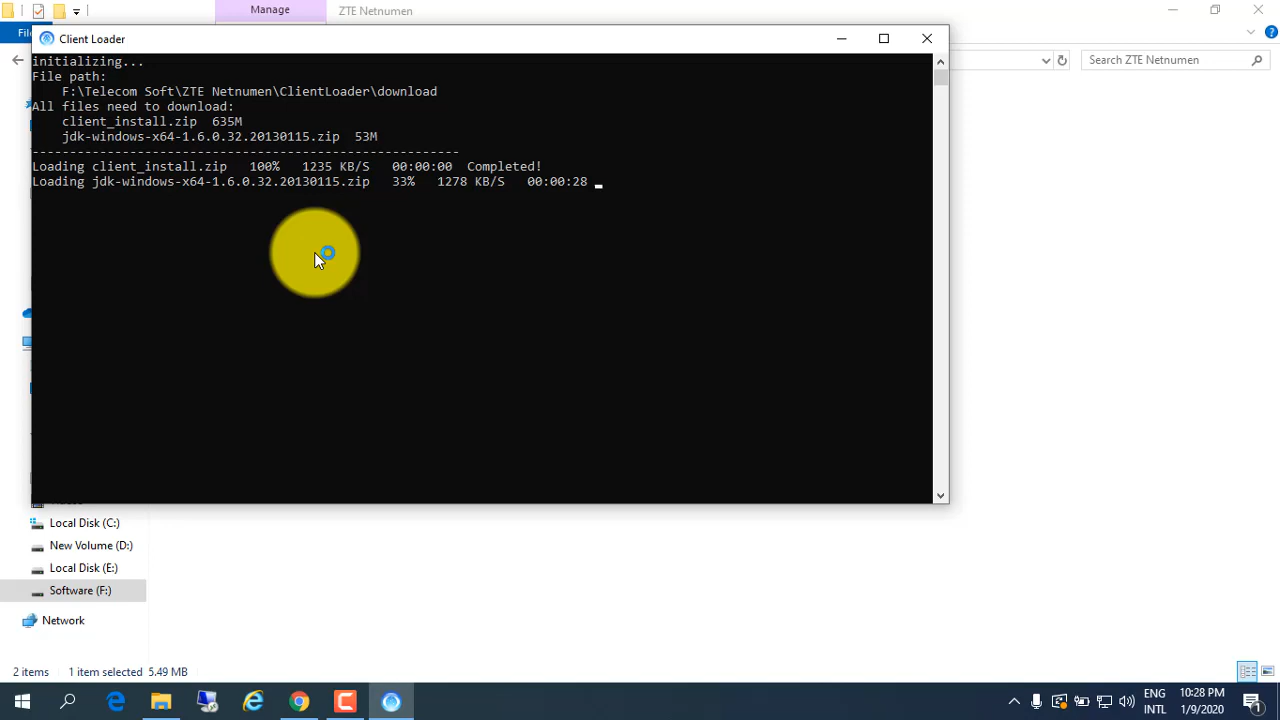 Manage
ZTE Netnumen
Client Loader
Search ZTE Netnumen
initializing...
File path:
F:\Telecom Soft\ZTE Netnumen\ClientLoader\download
All files need to download:
client_install.zip 635M
jdk-windows-x64-1.6.0.32.20130115.zip 53M
------------------------------------------------------------
Loading client_install.zip 100% 1235 KB/S 00:00:00 Completed!
Loading jdk-windows-x64-1.6.0.32.20130115.zip 33% 1278 KB/S 00:00:28
Local Disk (C:)
New Volume (D:)
Local Disk (E:)
Software (F:)
Network
2 items
1 item selected 5.49 MB
ENG
INTL
10:28 PM
1/9/2020
1